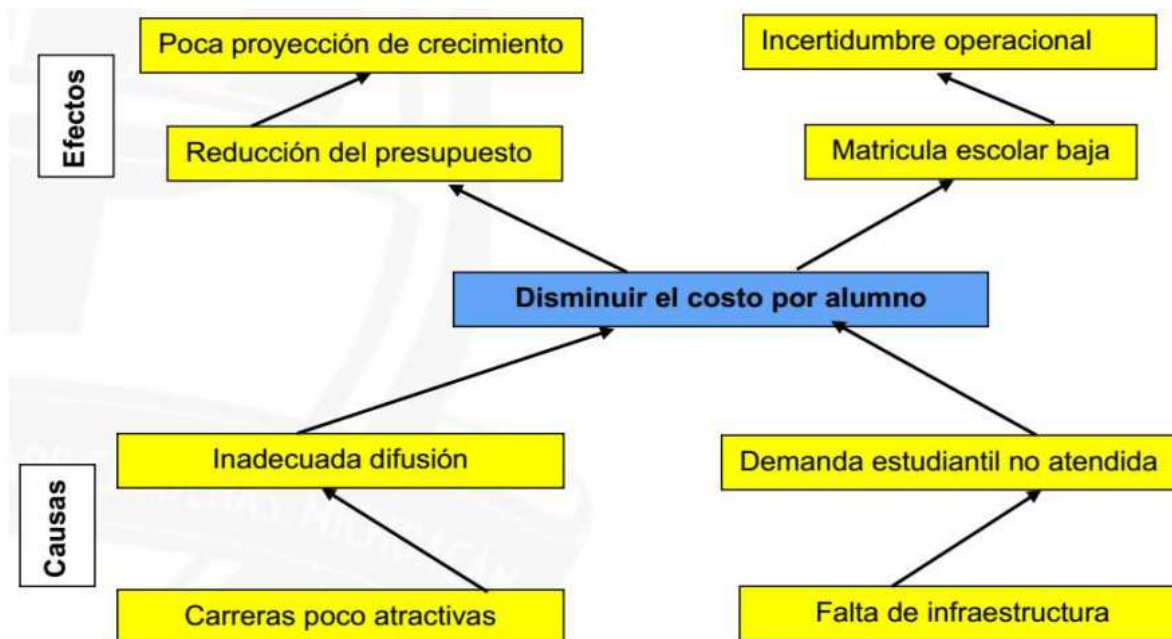 Poca proyección de crecimiento
Incertidumbre operacional
Efectos
Reducción del presupuesto
Matricula escolar baja
Disminuir el costo por alumno
Inadecuada difusión
Demanda estudiantil no atendida
Causas
Carreras poco atractivas
Falta de infraestructura